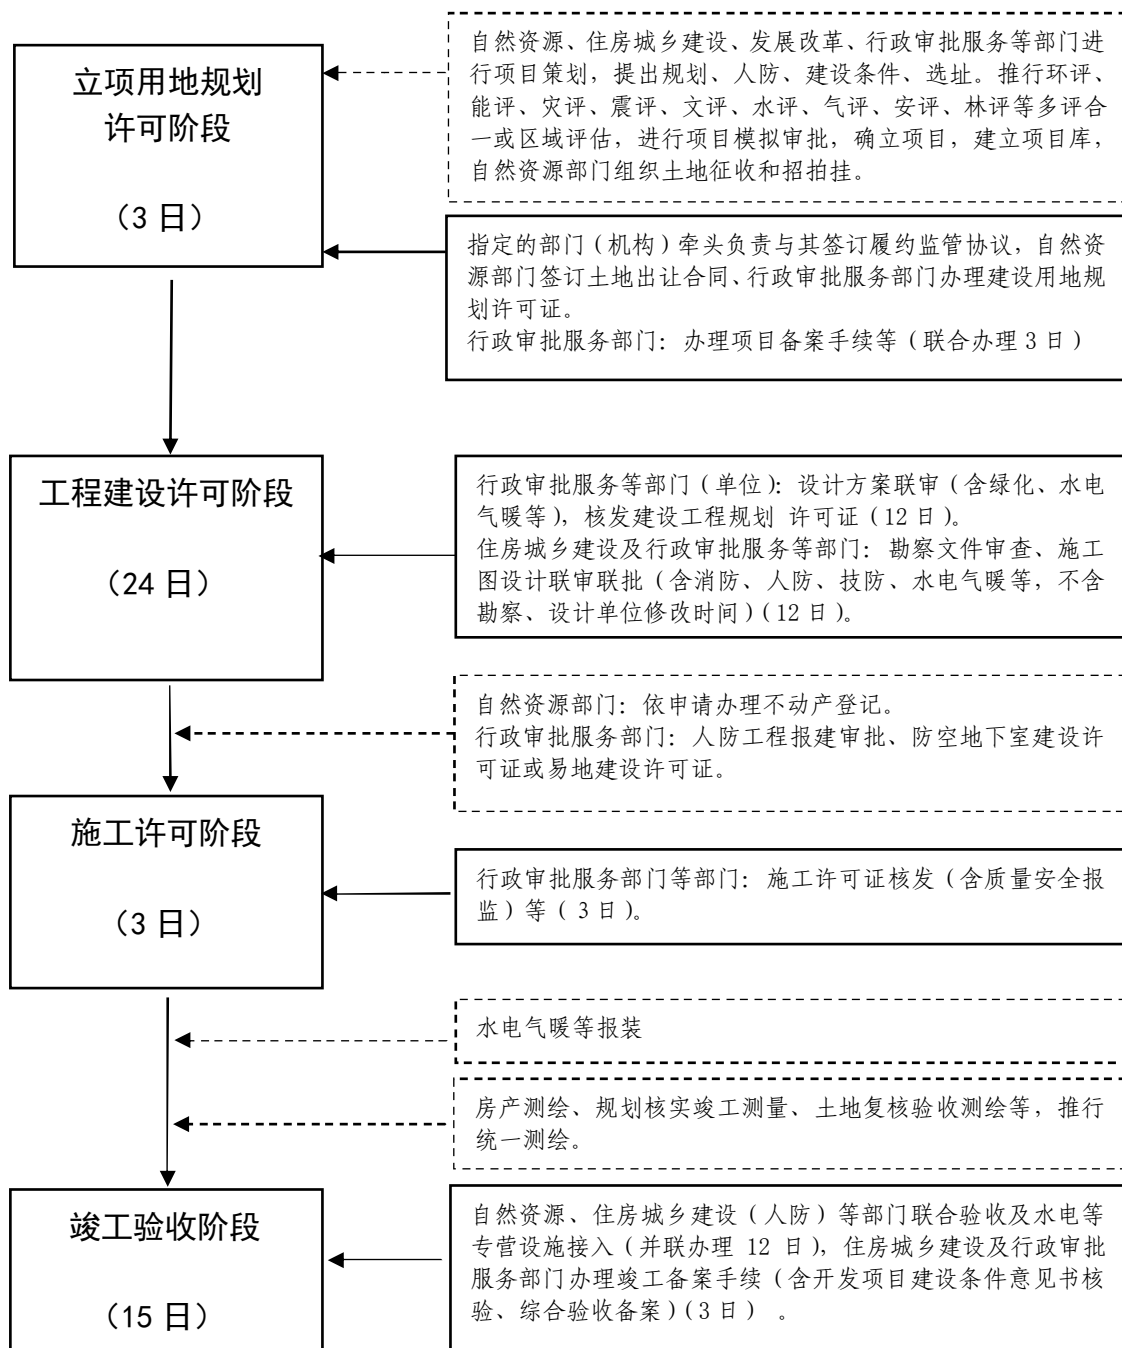 立项用地规划
许可阶段
（3 日）
自然资源、住房城乡建设、发展改革、行政审批服务等部门进
行项目策划，提出规划、人防、建设条件、选址。推行环评、
能评、灾评、震评、文评、水评、气评、安评、林评等多评合
一或区域评估，进行项目模拟审批，确立项目，建立项目库，
自然资源部门组织土地征收和招拍挂。
指定的部门（机构）牵头负责与其签订履约监管协议，自然资
源部门签订土地出让合同、行政审批服务部门办理建设用地规
划许可证。
行政审批服务部门：办理项目备案手续等（联合办理 3 日）
工程建设许可阶段
（24 日）
行政审批服务等部门（单位）：设计方案联审（含绿化、水电
气暖等），核发建设工程规划 许可证（12 日）。
住房城乡建设及行政审批服务等部门：勘察文件审查、施工
图设计联审联批（含消防、人防、技防、水电气暖等，不含
勘察、设计单位修改时间）（12 日）。
自然资源部门：依申请办理不动产登记。
行政审批服务部门：人防工程报建审批、防空地下室建设许
可证或易地建设许可证。
施工许可阶段
（3 日）
行政审批服务部门等部门：施工许可证核发（含质量安全报
监）等（ 3 日）。
水电气暖等报装
房产测绘、规划核实竣工测量、土地复核验收测绘等，推行
统一测绘。
竣工验收阶段
（15 日）
自然资源、住房城乡建设（人防）等部门联合验收及水电等
专营设施接入（并联办理 12 日），住房城乡建设及行政审批
服务部门办理竣工备案手续（含开发项目建设条件意见书核
验、综合验收备案）（3 日） 。